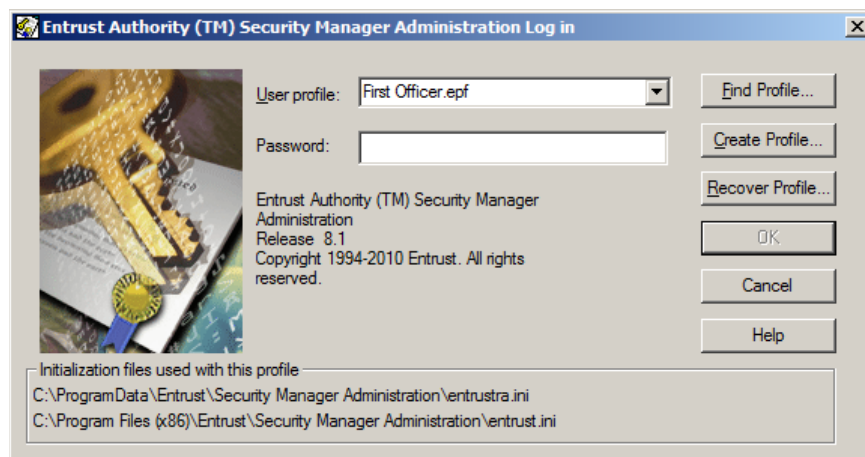 Entrust Authority (TM) Security Manager Administration Log in
User profile: First Officer.epf
Find Profile...
Password:
Create Profile...
Recover Profile...
Entrust Authority (TM) Security Manager
Administration
Release 8.1
Copyright 1994-2010 Entrust. All rights
reserved.
OK
Cancel
Help
Initialization files used with this profile
C:\ProgramData\Entrust\Security Manager Administration\entrustra.ini
C:\Program Files (x86)\Entrust\Security Manager Administration\entrust.ini